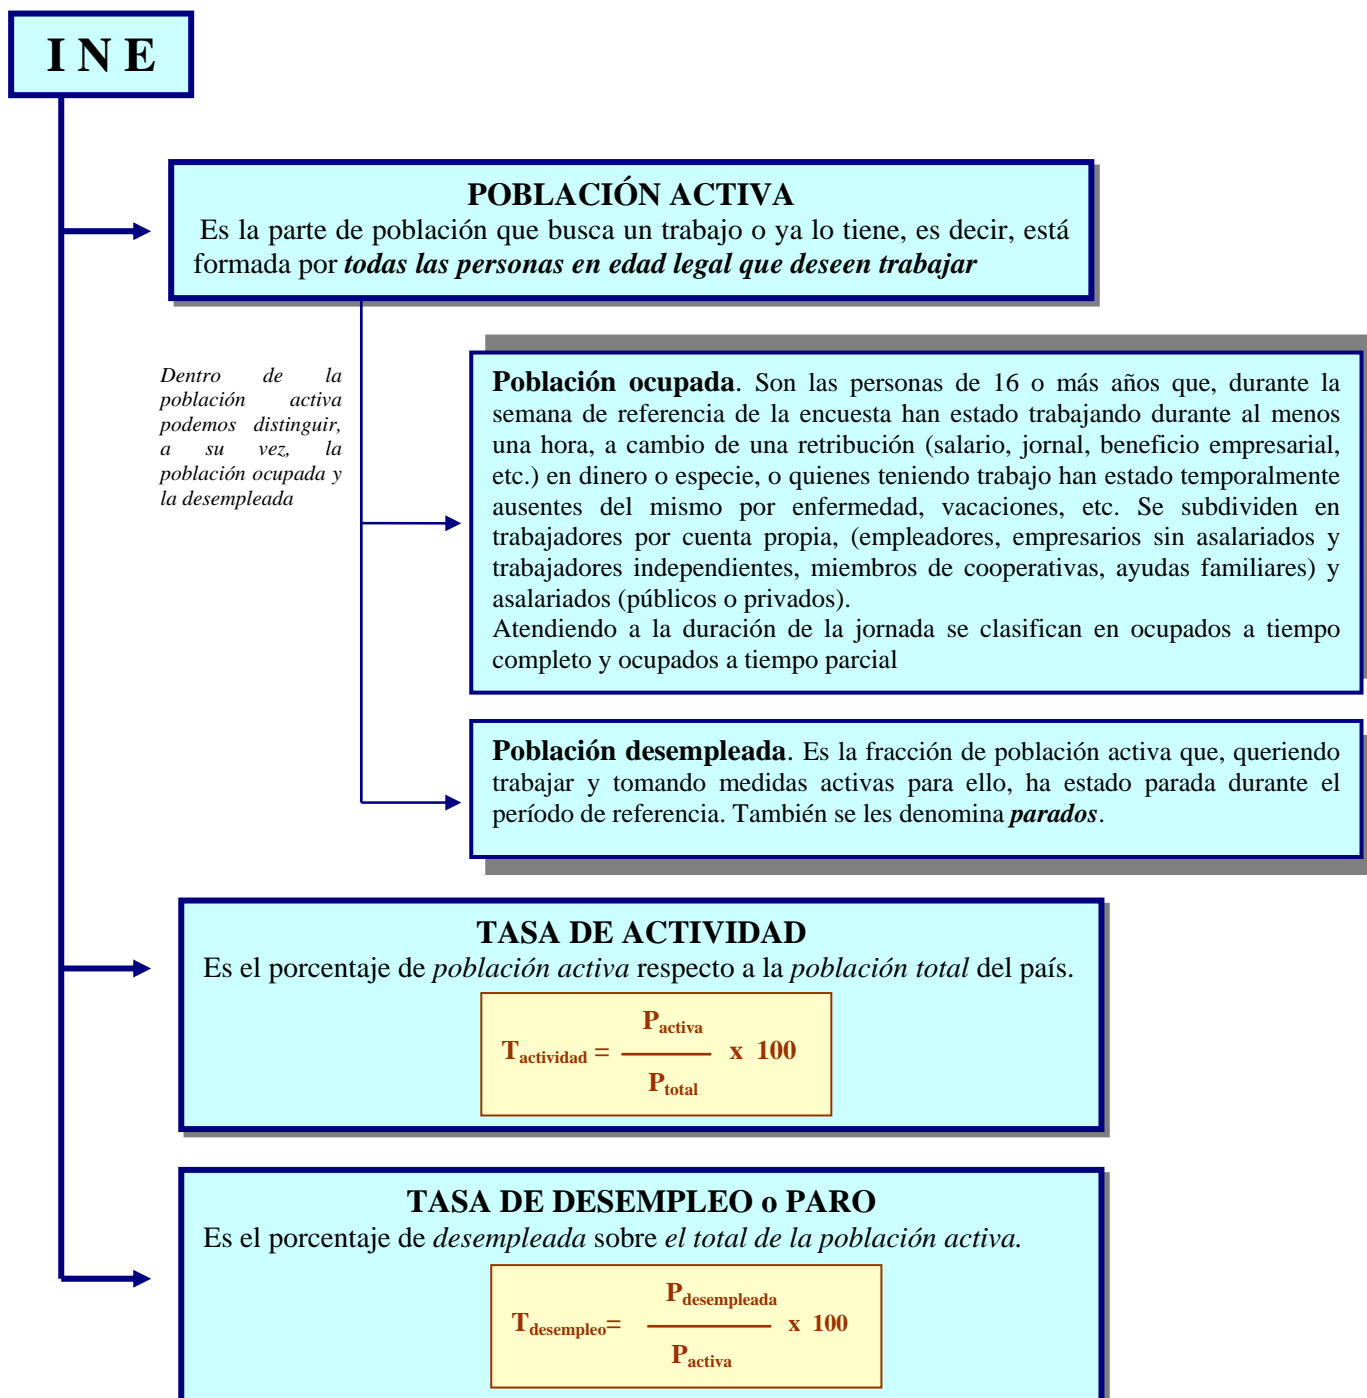 I N E
POBLACIÓN ACTIVA
Es la parte de población que busca un trabajo o ya lo tiene, es decir, está
formada por todas las personas en edad legal que deseen trabajar
Dentro de la
población activa
podemos distinguir,
a su vez, la
población ocupada y
la desempleada
Población ocupada. Son las personas de 16 o más años que, durante la
semana de referencia de la encuesta han estado trabajando durante al menos
una hora, a cambio de una retribución (salario, jornal, beneficio empresarial,
etc.) en dinero o especie, o quienes teniendo trabajo han estado temporalmente
ausentes del mismo por enfermedad, vacaciones, etc. Se subdividen en
trabajadores por cuenta propia, (empleadores, empresarios sin asalariados y
trabajadores independientes, miembros de cooperativas, ayudas familiares) y
asalariados (públicos o privados).
Atendiendo a la duración de la jornada se clasifican en ocupados a tiempo
completo y ocupados a tiempo parcial
Población desempleada. Es la fracción de población activa que, queriendo
trabajar y tomando medidas activas para ello, ha estado parada durante el
período de referencia. También se les denomina parados.
TASA DE ACTIVIDAD
Es el porcentaje de población activa respecto a la población total del país.
P activa
T actividad = x 100
P total
TASA DE DESEMPLEO o PARO
Es el porcentaje de desempleada sobre el total de la población activa.
P desempleada
T desempleo= x 100
P activa